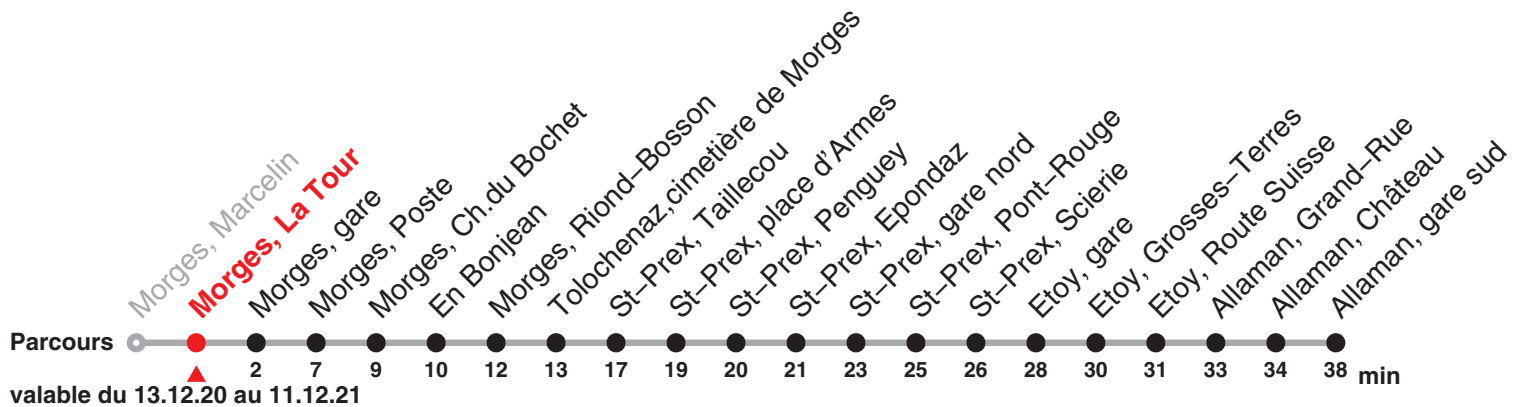 Morges, Marcelin
Morges, La Tour
Morges, gare
Morges, Poste
Morges, Ch.du Bochet
En Bonjean
Morges, Riond–Bosson
Tolochenaz,cimetière de Morges
St–Prex, Taillecou
St–Prex, place d'Armes
St–Prex, Penguey
St–Prex, Epondaz
St–Prex, gare nord
St–Prex, Pont–Rouge
St–Prex, Scierie
Etoy, gare
Etoy, Grosses–Terres
Etoy, Route Suisse
Allaman, Grand–Rue
Allaman, Château
Allaman, gare sud
Parcours
2 7 9 10 12 13 17 19 20 21 23 25 26 28 30 31 33 34 38 min
valable du 13.12.20 au 11.12.21